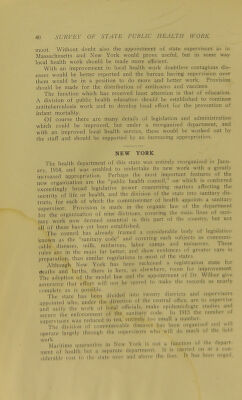 40 SURVEY OF STATE PUBLIC HEALTH WORK
ment. Without doubt also the appointment of state supervisors as in
Massachusetts and New York would prove useful, but in some way
local health work should be made more efficient.
With an improvement in local health work doubtless contagious dis-
eases would be better reported and the bureau having supervision over
them would be in a position to do more and better work. Provision
should be made for the distribution of antitoxins and vaccines.
The function which has received least attention is that of education.
A division of public health education should be established to continue
antituberculosis work and to develop local effort for the prevention of
infant mortality.
Of course there are many details of legislation and administration
which could be improved, but under a reorganized department, and
with an improved local health service, these would be worked out by
the staff and should be supported by an increasing appropriation.
NEW YORK
The health department of this state was entirely reorganized in Janu-
ary, 1914, and was enabled to undertake its new work with a greatly
increased appropriation. Perhaps the most important features of the
new organization are the "public health council," on which is conferred
exceedingly broad legislative power concerning matters affecting the
security of life or health, and the division of the state into sanitary dis-
tricts, for each of which the commissioner of health appoints a sanitary
supervisor. Provision is made in the organic law of the department
for the organization of nine divisions, covering the main lines of sani-
tary work now deemed essential in this part of the country, but not
all of these have yet been established.
The council has already framed a considerable body of legislation
known as the "sanitary code" and covering such subjects as communic-
able diseases, milk, midwives, labor camps and nuisances. These
rules are in the major fair and show evidences of greater care in
preparation than similar regulations in most of the states.
Although New York has been reckoned a registration state for
deaths and births, there is here, as elsewhere, room for improvement.
The adoption of the model law and the appointment of Dr. Wilbur give
assurance that effort will not be spared to make the records as nearly
complete as is possible.
The state has been divided into twenty districts and supervisors
appointed who, under the direction of the central office, are to supervise
and unify the work of local officials, make epidemiologic studies and
secure the enforcement of the sanitary code. In 1915 the number of
supervisors was reduced to ten, entirely too small a number.
The division of communicable diseases has been organized and will
operate largely through the supervisors who will do much of the field
work.
Maritime quarantine in New York is not a function of the depart-
ment of health but a separate department. It is carried on at a con-
siderable cost to the state over and above the fees. It has been urged,